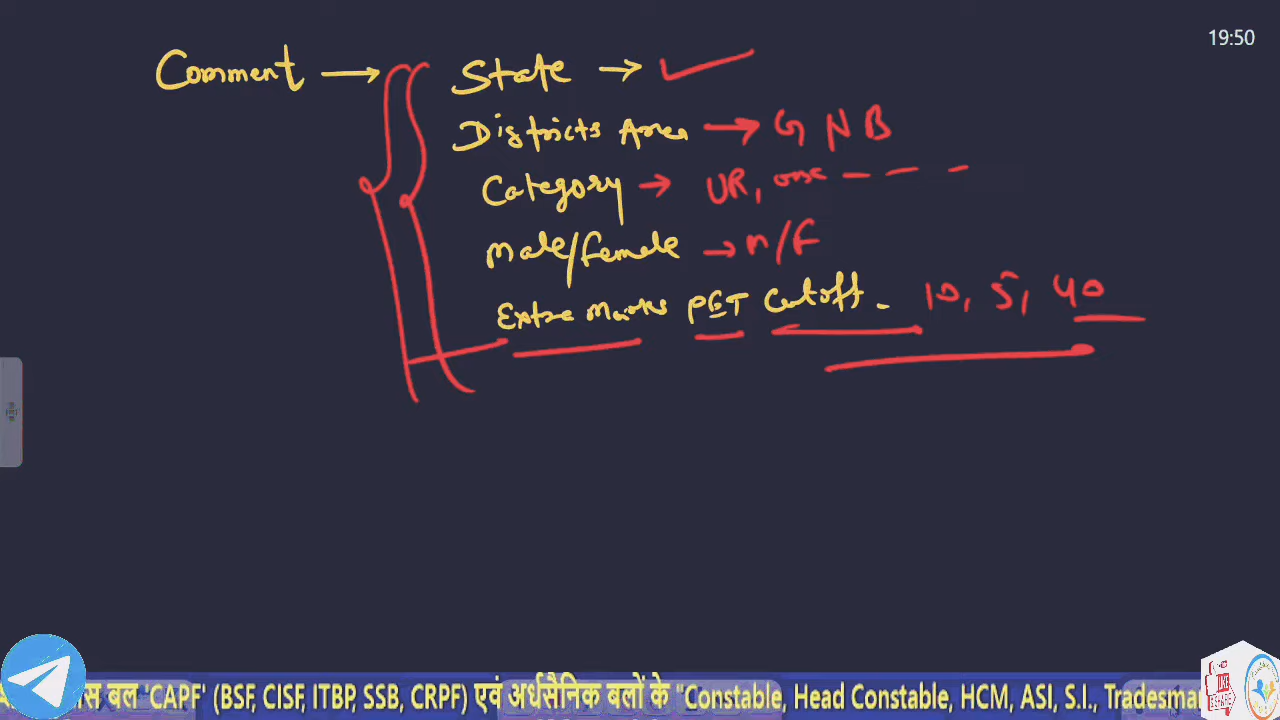 19:50
Comment → State →
Districts Area → G N B
Category → UR, OBC
Male/Female → M/F
Extra Marks PET Cutoff. 10, 5, 40
बल 'CAPF' (BSF, CISF, ITBP, SSB, CRPF) एवं अर्धसैनिक बलों के "Constable, Head Constable, HCM, ASI, S.I., Tradesma